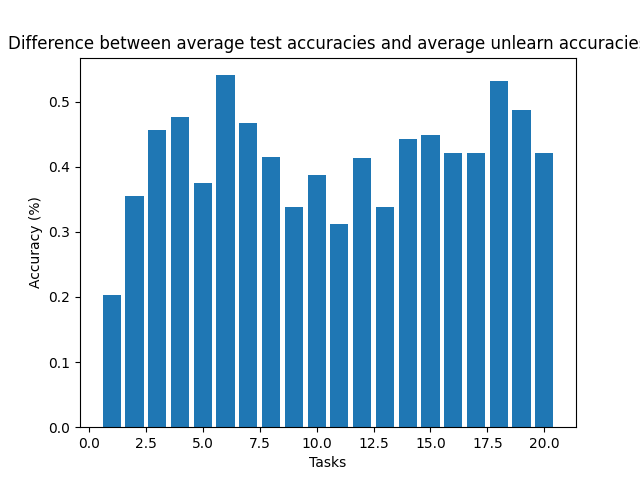 Difference between average test accuracies and average unlearn accuracies
Accuracy (%)
0.5
0.4
0.3
0.2
0.1
0.0
0.0 2.5 5.0 7.5 10.0 12.5 15.0 17.5 20.0
Tasks